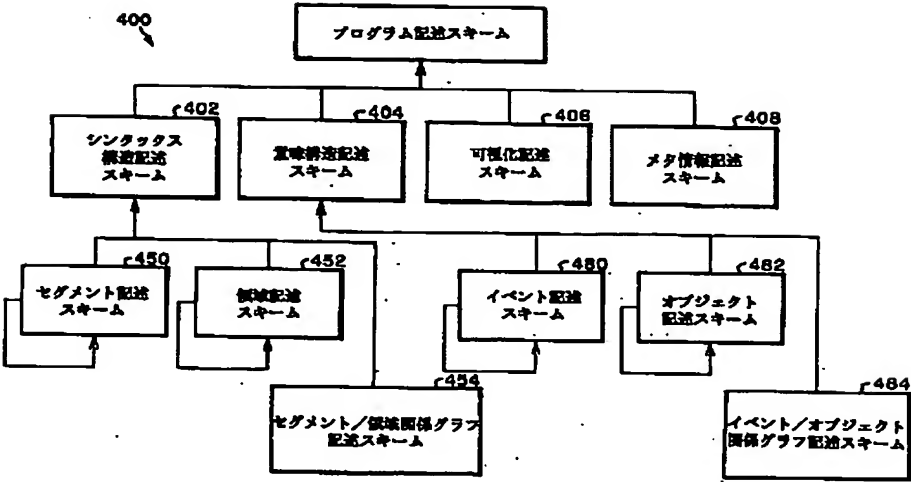 400
プログラム記述スキーム
402
シンタックス
構造記述
スキーム
404
意味構造記述
スキーム
406
可視化記述
スキーム
408
メタ情報記述
スキーム
450
セグメント記述
スキーム
452
領域記述
スキーム
480
イベント記述
スキーム
482
オブジェクト
記述スキーム
454
セグメント／領域関係グラフ
記述スキーム
484
イベント／オブジェクト
関係グラフ記述スキーム